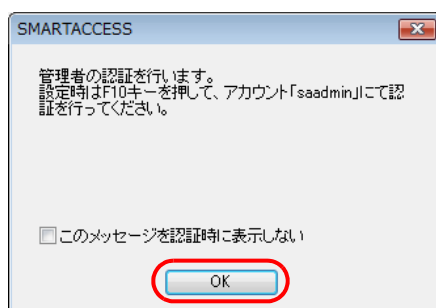 SMARTACCESS
管理者の認証を行います。
設定時はF10キーを押して、アカウント「saadmin」にて認
証を行ってください。
このメッセージを認証時に表示しない
OK